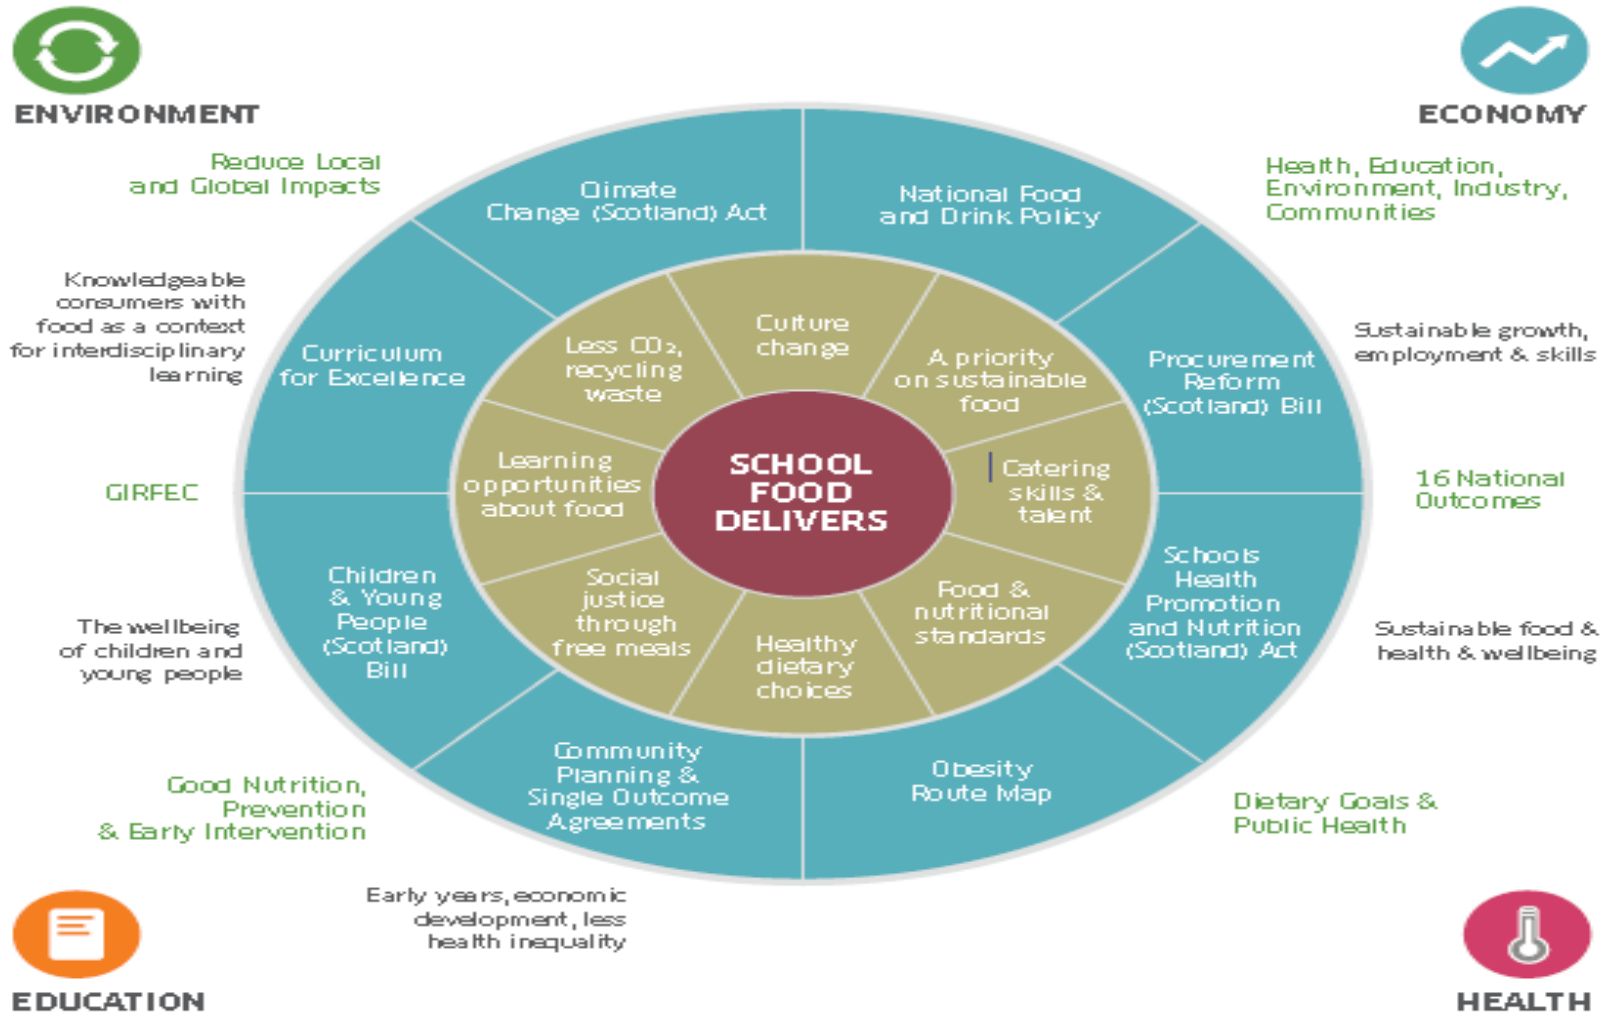 ENVIRONMENT
ECONOMY
Reduce Local
and Global Impacts
Health, Education,
Environment, Industry,
Communities
Climate
Change (Scotland) Act
National Food
and Drink Policy
Knowledgeable
consumers with
food as a context
for interdisciplinary
learning
Curriculum
for Excellence
Less CO₂,
recycling
waste
Culture
change
A priority
on sustainable
food
Procurement
Reform
(Scotland) Bill
Sustainable growth,
employment & skills
GIRFEC
Learning
opportunities
about food
SCHOOL
FOOD
DELIVERS
Catering
skills &
talent
16 National
Outcomes
Children
& Young
People
(Scotland)
Bill
Social
justice
through
free meals
Healthy
dietary
choices
Food &
nutritional
standards
Schools
Health
Promotion
and Nutrition
(Scotland) Act
The wellbeing
of children and
young people
Sustainable food &
health & wellbeing
Good Nutrition,
Prevention
& Early Intervention
Community
Planning &
Single Outcome
Agreements
Obesity
Route Map
Dietary Goals &
Public Health
Early years, economic
development, less
health inequality
EDUCATION
HEALTH